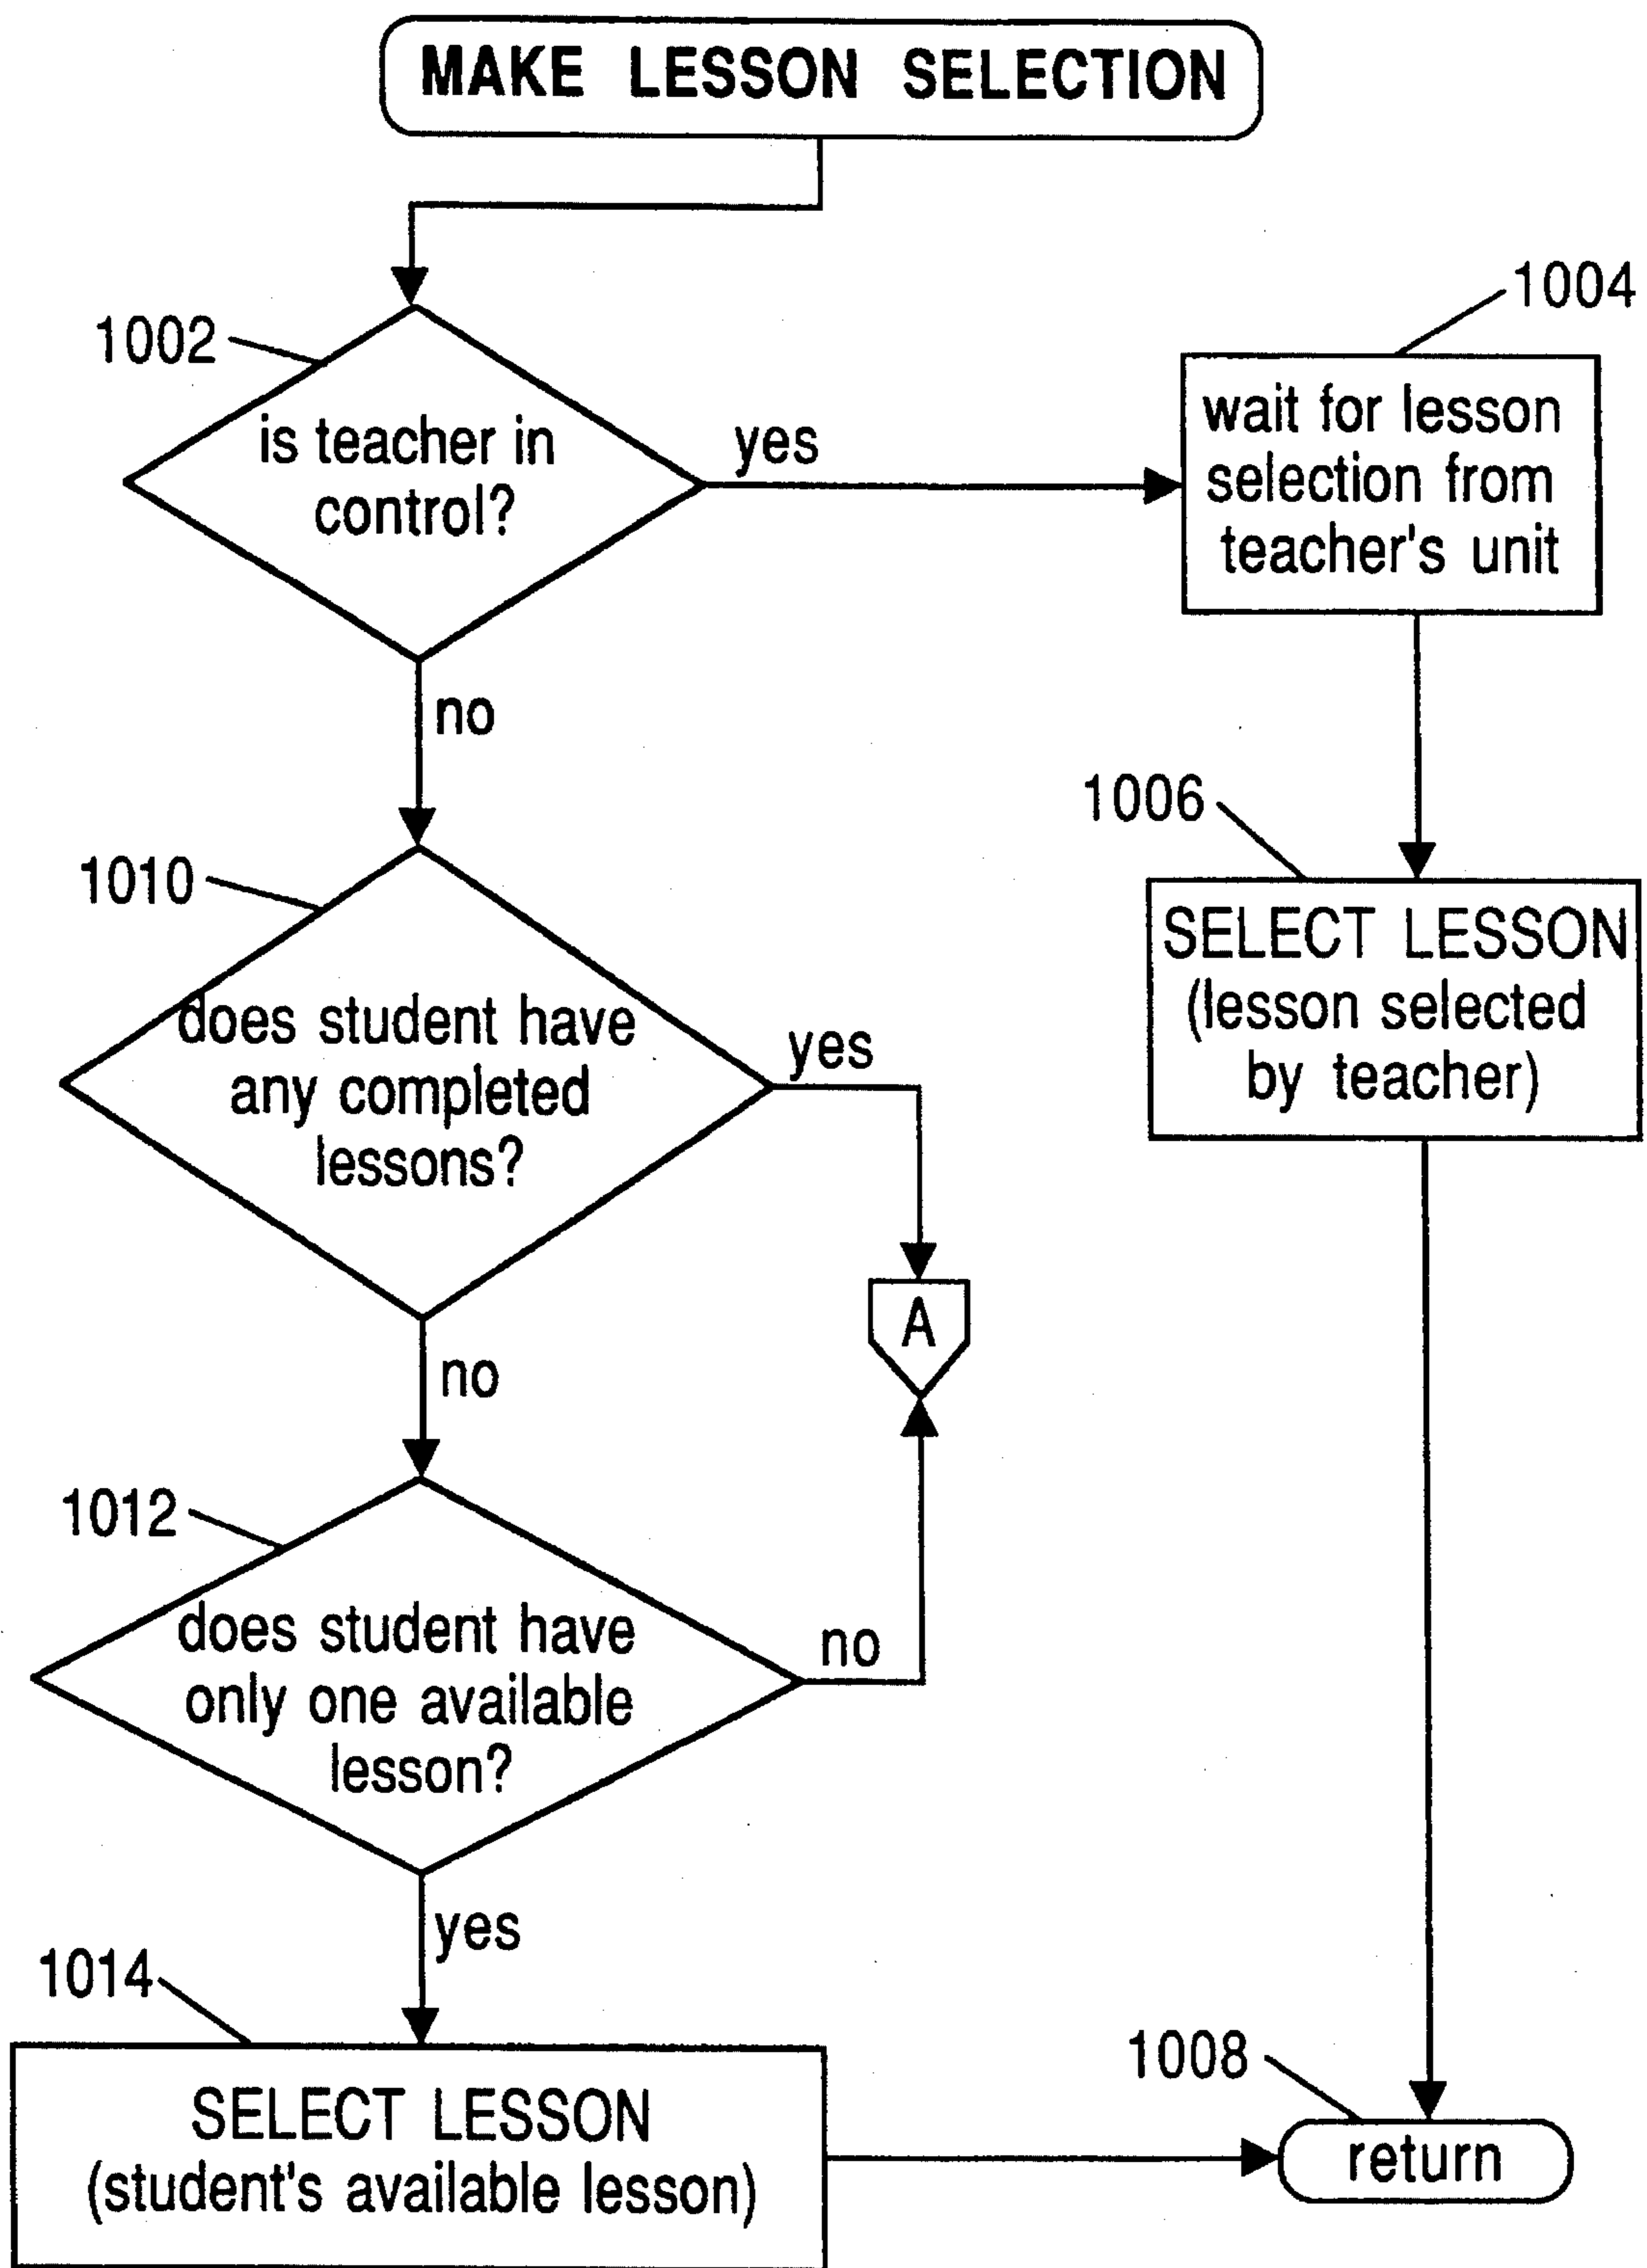 MAKE LESSON SELECTION
1002
is teacher in
control?
yes
1004
wait for lesson
selection from
teacher's unit
no
1006
SELECT LESSON
(lesson selected
by teacher)
1010
does student have
any completed
lessons?
yes
A
no
1012
does student have
only one available
lesson?
no
yes
1014
SELECT LESSON
(student's available lesson)
1008
return